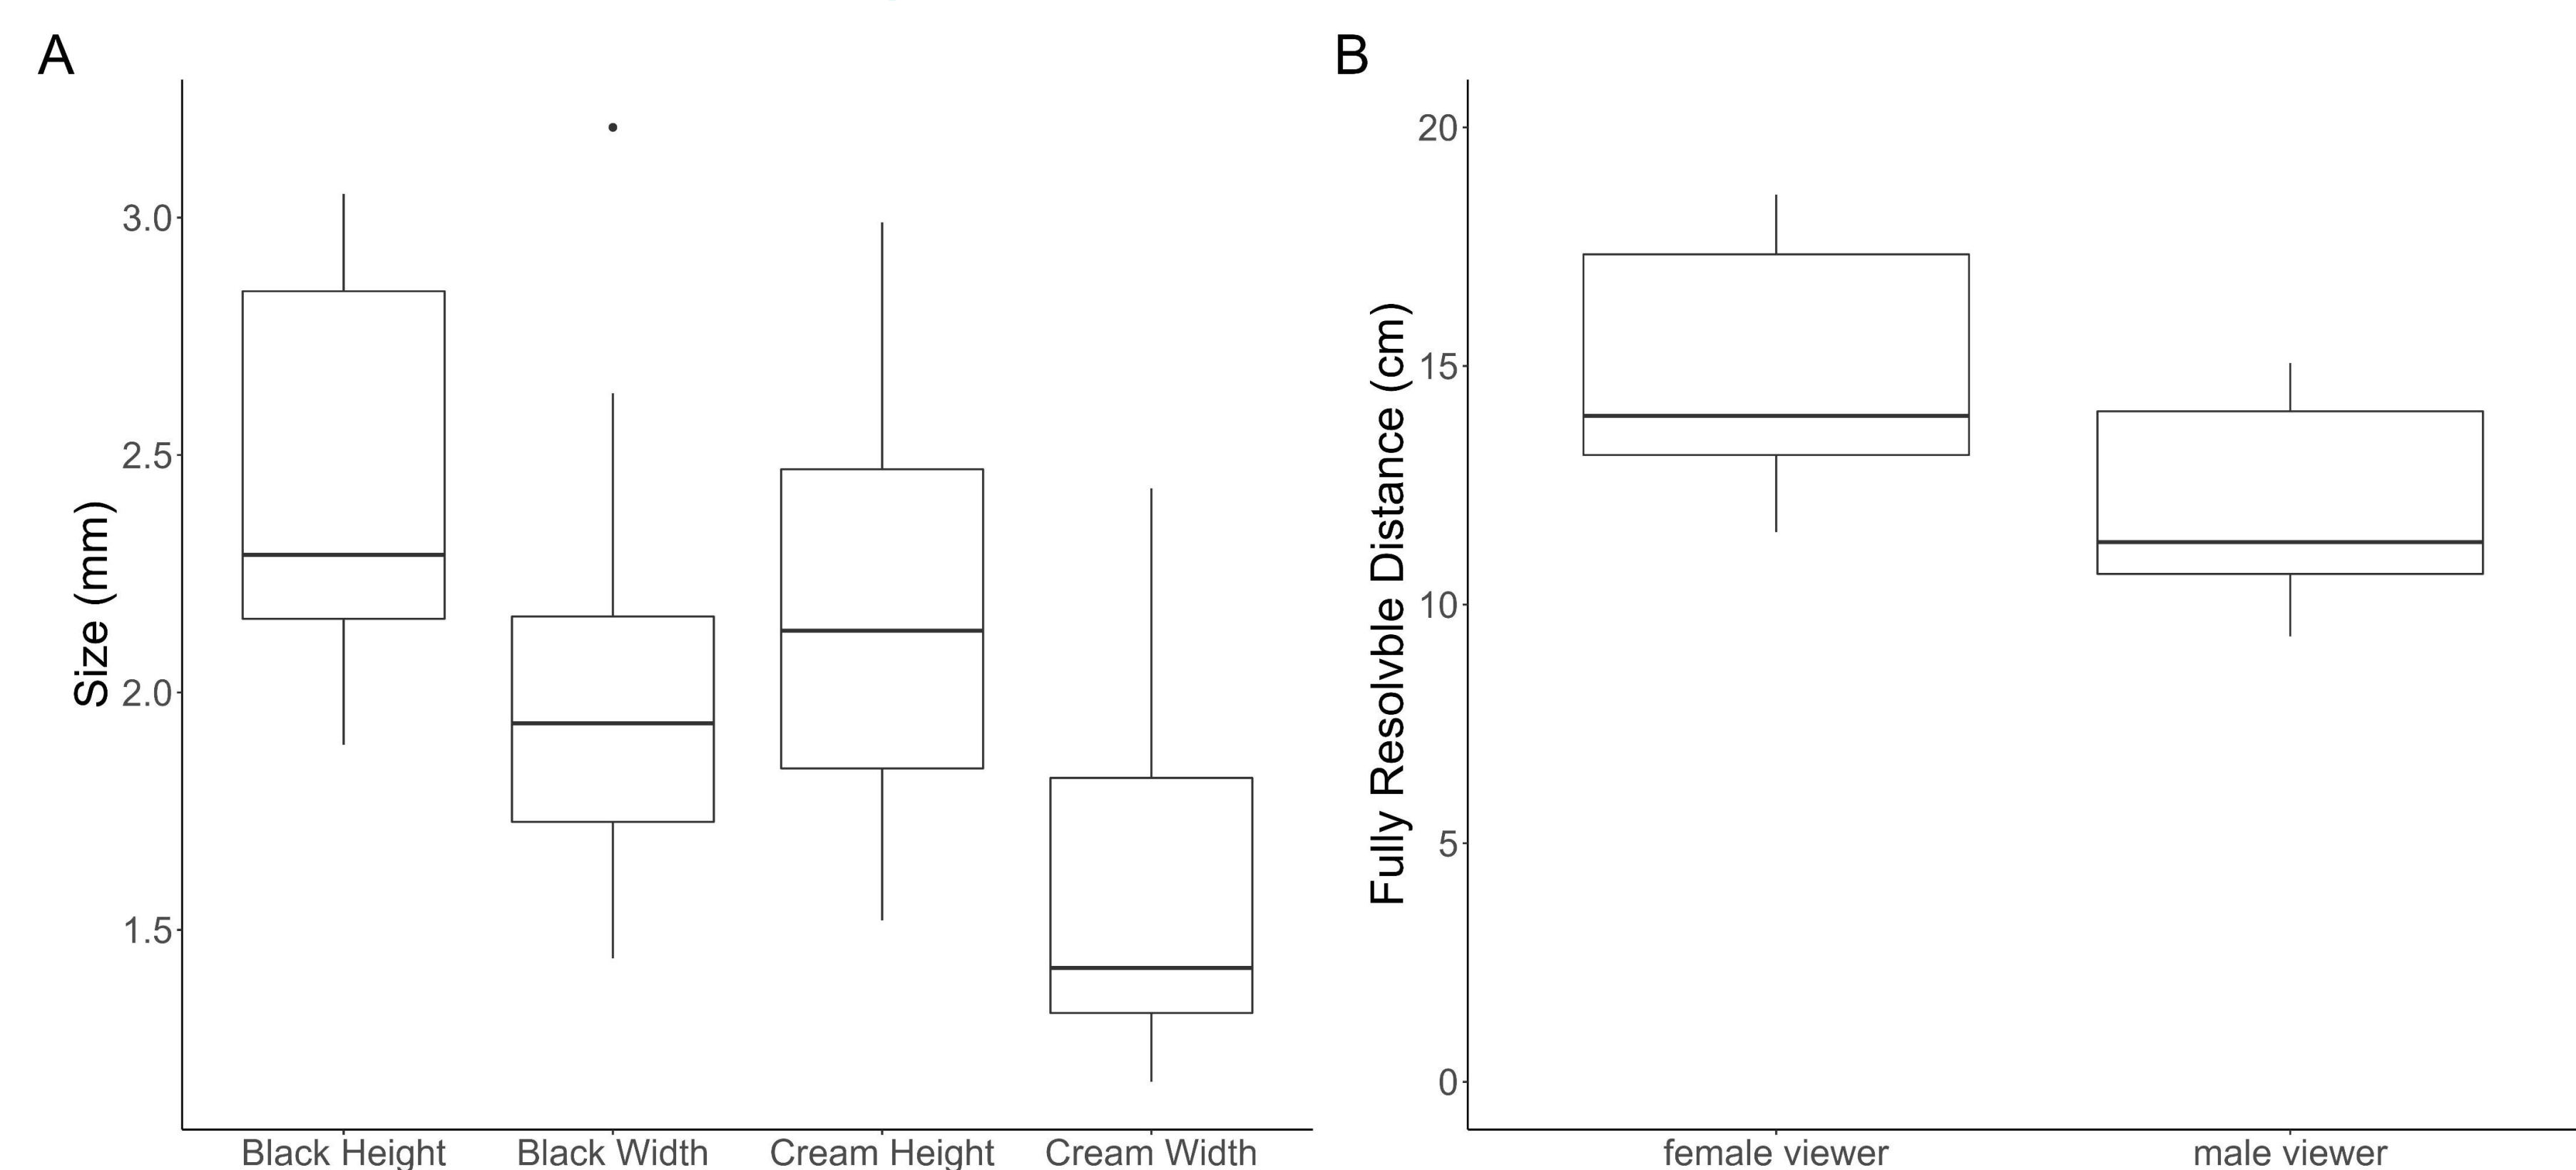 A
Size (mm)
3.0
2.5
2.0
1.5
Black Height Black Width Cream Height Cream Width
B
Fully Resolvble Distance (cm)
20
15
10
5
0
female viewer male viewer